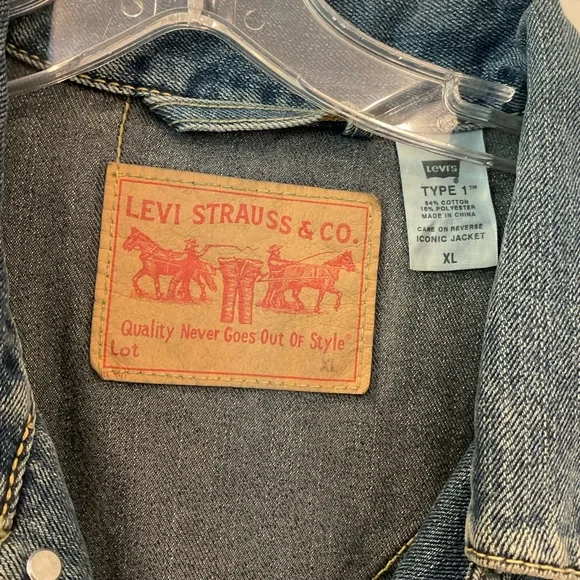 LEVI STRAUSS & CO.
Quality Never Goes Out Of Style®
Lot
XL
Levi's
TYPE 1™
84% COTTON
16% POLYESTER
MADE IN CHINA
CARE ON REVERSE
ICONIC JACKET
XL